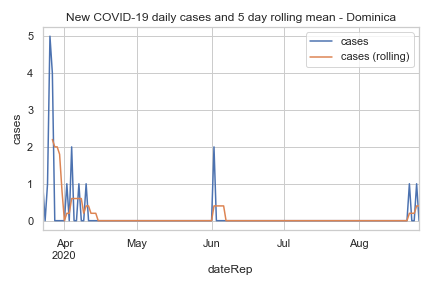 New COVID-19 daily cases and 5 day rolling mean - Dominica
cases
cases (rolling)
5
4
3
2
1
0
cases
Apr
2020
May
Jun
Jul
Aug
dateRep